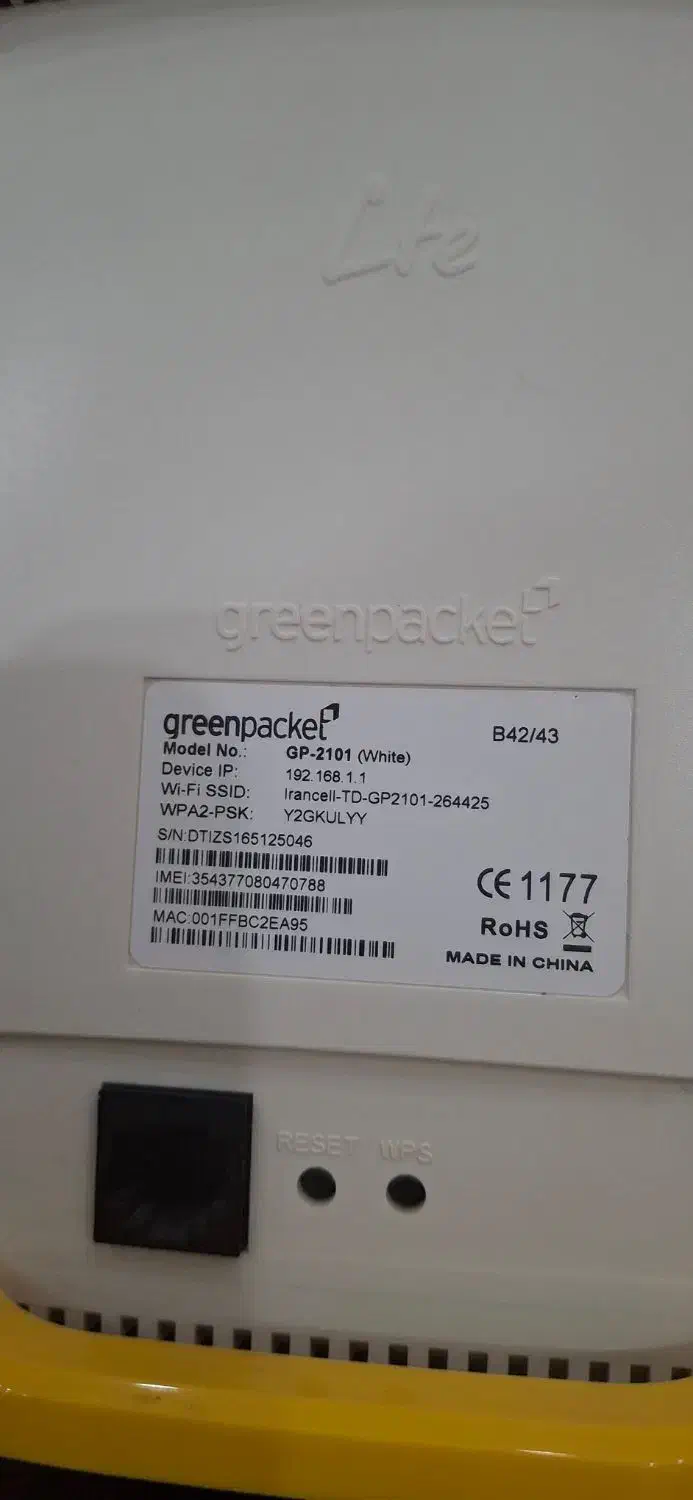 Lite
greenpacket
greenpacket
B42/43
Model No.: GP-2101 (White)
Device IP: 192.168.1.1
Wi-Fi SSID: Irancell-TD-GP2101-264425
WPA2-PSK: Y2GKULYY
S/N:DTIZS165125046
IMEI:354377080470788
MAC:001FFBC2EA95
CE 1177
RoHS
MADE IN CHINA
RESET WPS